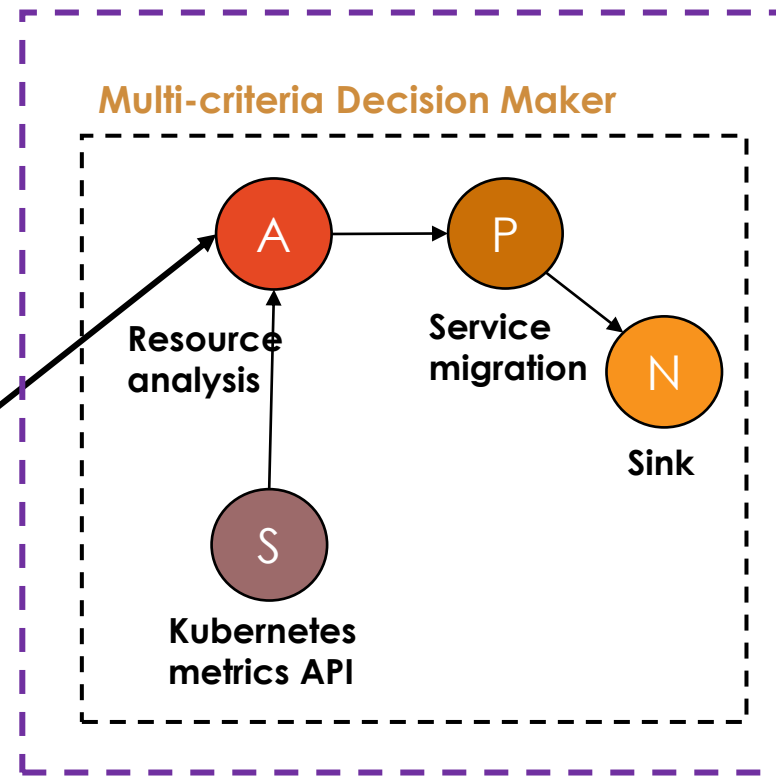 Multi-criteria Decision Maker
A
P
Resource
analysis
Service
migration
N
Sink
S
Kubernetes
metrics API